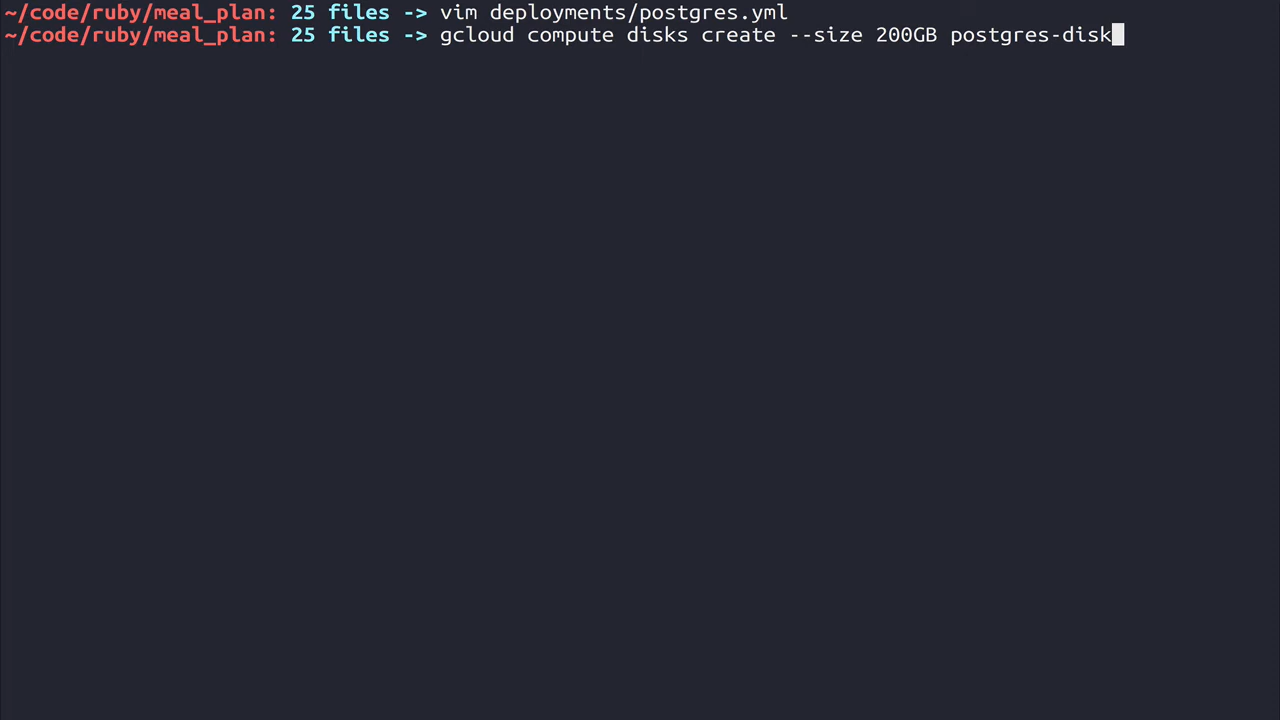 ~/code/ruby/meal_plan: 25 files -> vim deployments/postgres.yml
~/code/ruby/meal_plan: 25 files -> gcloud compute disks create --size 200GB postgres-disk